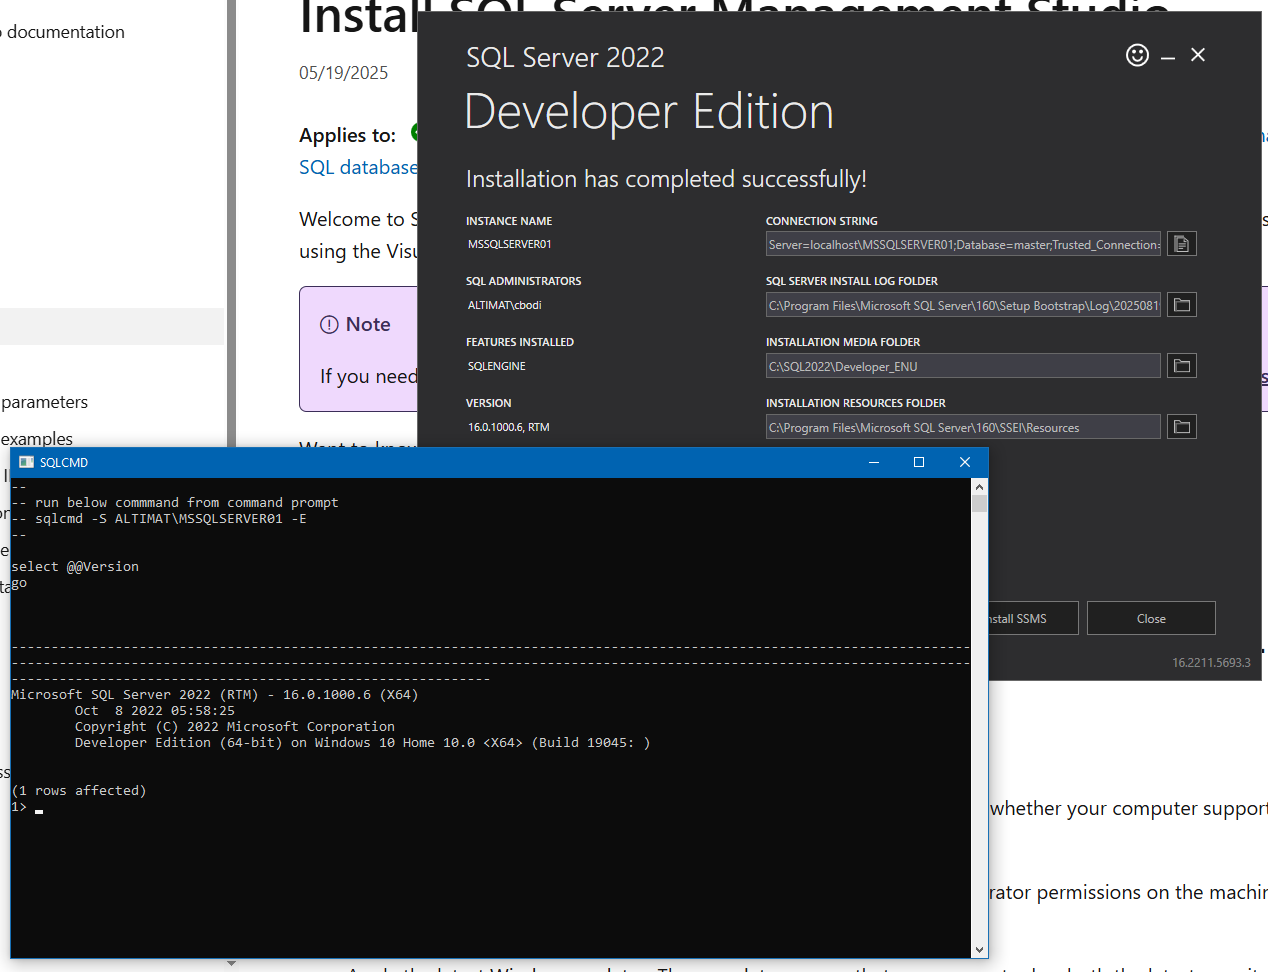 documentation
Install SQL Server Management Studio
05/19/2025
Applies to:
SQL database
Welcome to S
using the Visu
Note
If you need
parameters
examples
SQL Server 2022
Developer Edition
Installation has completed successfully!
INSTANCE NAME
MSSQLSERVER01
CONNECTION STRING
Server=localhost\MSSQLSERVER01;Database=master;Trusted_Connection=
SQL ADMINISTRATORS
ALTIMAT\cbodi
SQL SERVER INSTALL LOG FOLDER
C:\Program Files\Microsoft SQL Server\160\Setup Bootstrap\Log\2025081
FEATURES INSTALLED
SQLENGINE
INSTALLATION MEDIA FOLDER
C:\SQL2022\Developer_ENU
VERSION
16.0.1000.6, RTM
INSTALLATION RESOURCES FOLDER
C:\Program Files\Microsoft SQL Server\160\SSEI\Resources
nstall SSMS
Close
16.2211.5693.3
SQLCMD
--
-- run below commmand from command prompt
-- sqlcmd -S ALTIMAT\MSSQLSERVER01 -E
--
select @@Version
go
Microsoft SQL Server 2022 (RTM) - 16.0.1000.6 (X64)
Oct 8 2022 05:58:25
Copyright (C) 2022 Microsoft Corporation
Developer Edition (64-bit) on Windows 10 Home 10.0 <X64> (Build 19045: )
(1 rows affected)
1>
whether your computer support
rator permissions on the machin